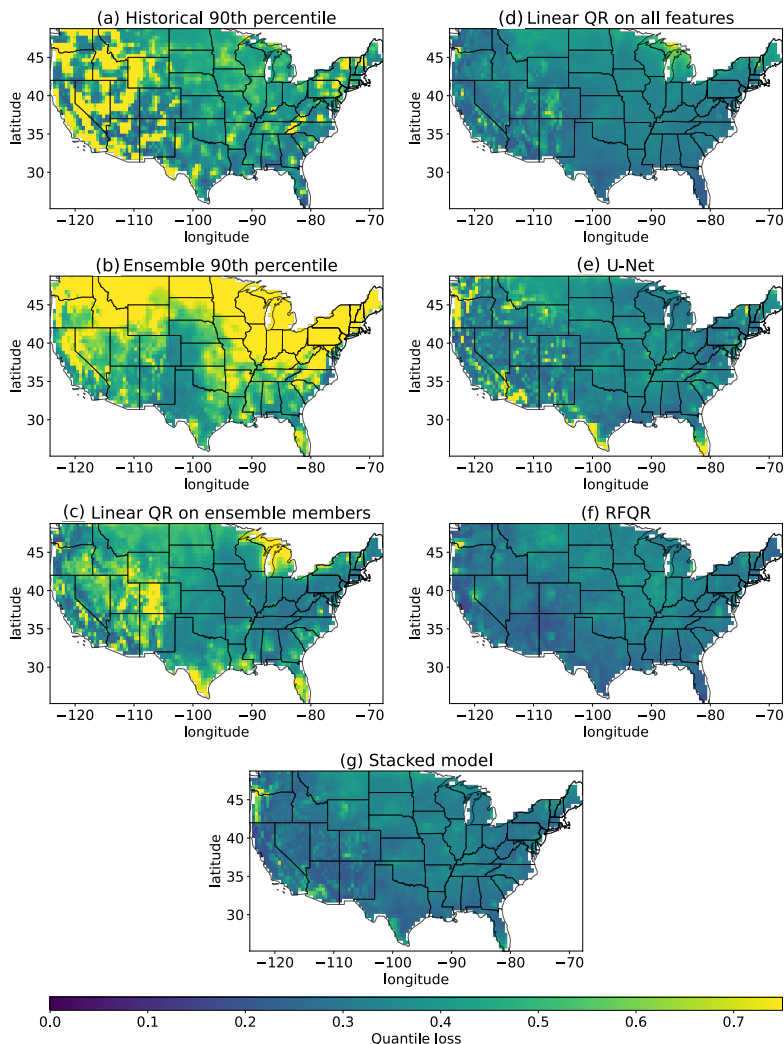 (a) Historical 90th percentile
latitude
45
40
35
30
−120 −110 −100 −90 −80 −70
longitude
(d) Linear QR on all features
latitude
45
40
35
30
−120 −110 −100 −90 −80 −70
longitude
(b) Ensemble 90th percentile
latitude
45
40
35
30
−120 −110 −100 −90 −80 −70
longitude
(e) U-Net
latitude
45
40
35
30
−120 −110 −100 −90 −80 −70
longitude
(c) Linear QR on ensemble members
latitude
45
40
35
30
−120 −110 −100 −90 −80 −70
longitude
(f) RFQR
latitude
45
40
35
30
−120 −110 −100 −90 −80 −70
longitude
(g) Stacked model
latitude
45
40
35
30
−120 −110 −100 −90 −80 −70
longitude
0.0 0.1 0.2 0.3 0.4 0.5 0.6 0.7
Quantile loss